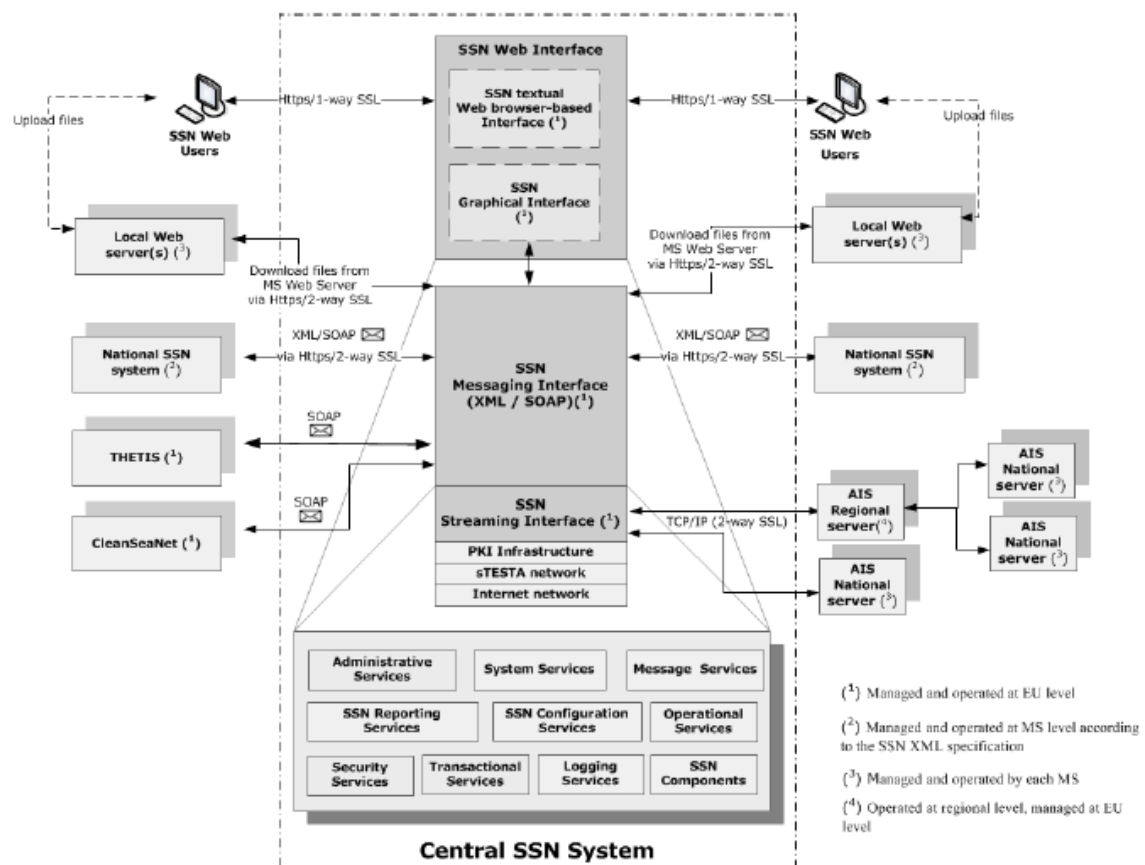 SSN Web Interface
SSN textual
Web browser-based
Interface (¹)
SSN
Graphical Interface
(¹)
Https/1-way SSL
Https/1-way SSL
Upload files
SSN Web
Users
SSN Web
Users
Upload files
Local Web
server(s) (³)
Download files from
MS Web Server
via Https/2-way SSL
Download files from
MS Web Server
via Https/2-way SSL
Local Web
server(s) (³)
National SSN
system (²)
XML/SOAP
via Https/2-way SSL
SSN
Messaging Interface
(XML / SOAP)(¹)
XML/SOAP
via Https/2-way SSL
National SSN
system (²)
THETIS (¹)
SOAP
CleanSeaNet (¹)
SOAP
SSN
Streaming Interface (¹)
PKI Infrastructure
sTESTA network
Internet network
TCP/IP (2-way SSL)
AIS
Regional
server(⁴)
AIS
National
server (³)
AIS
National
server (³)
AIS
National
server (³)
Administrative
Services
System Services
Message Services
SSN Reporting
Services
SSN Configuration
Services
Operational
Services
Security
Services
Transactional
Services
Logging
Services
SSN
Components
Central SSN System
(¹) Managed and operated at EU level
(²) Managed and operated at MS level according
to the SSN XML specification
(³) Managed and operated by each MS
(⁴) Operated at regional level, managed at EU
level